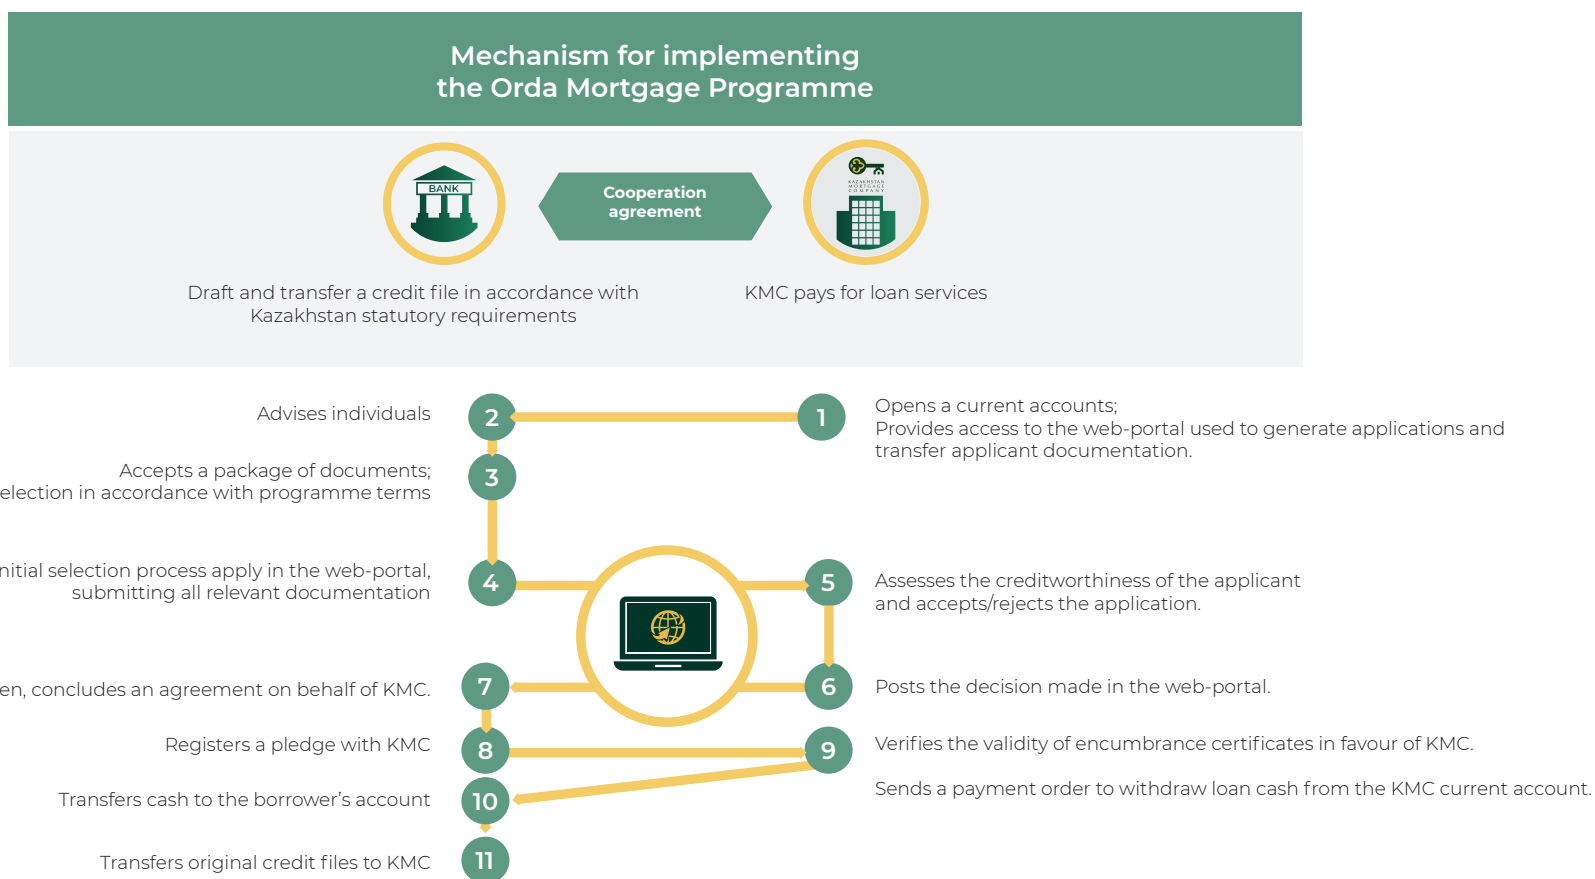 Mechanism for implementing
the Orda Mortgage Programme
BANK
Cooperation
agreement
KAZAKHSTAN
MORTGAGE
COMPANY
Draft and transfer a credit file in accordance with
Kazakhstan statutory requirements
KMC pays for loan services
Advises individuals
2
1
Opens a current accounts;
Provides access to the web-portal used to generate applications and
transfer applicant documentation.
Accepts a package of documents;
election in accordance with programme terms
3
nitial selection process apply in the web-portal,
submitting all relevant documentation
4
5
Assesses the creditworthiness of the applicant
and accepts/rejects the application.
en, concludes an agreement on behalf of KMC.
7
6
Posts the decision made in the web-portal.
Registers a pledge with KMC
8
9
Verifies the validity of encumbrance certificates in favour of KMC.
Sends a payment order to withdraw loan cash from the KMC current account.
Transfers cash to the borrower's account
10
Transfers original credit files to KMC
11